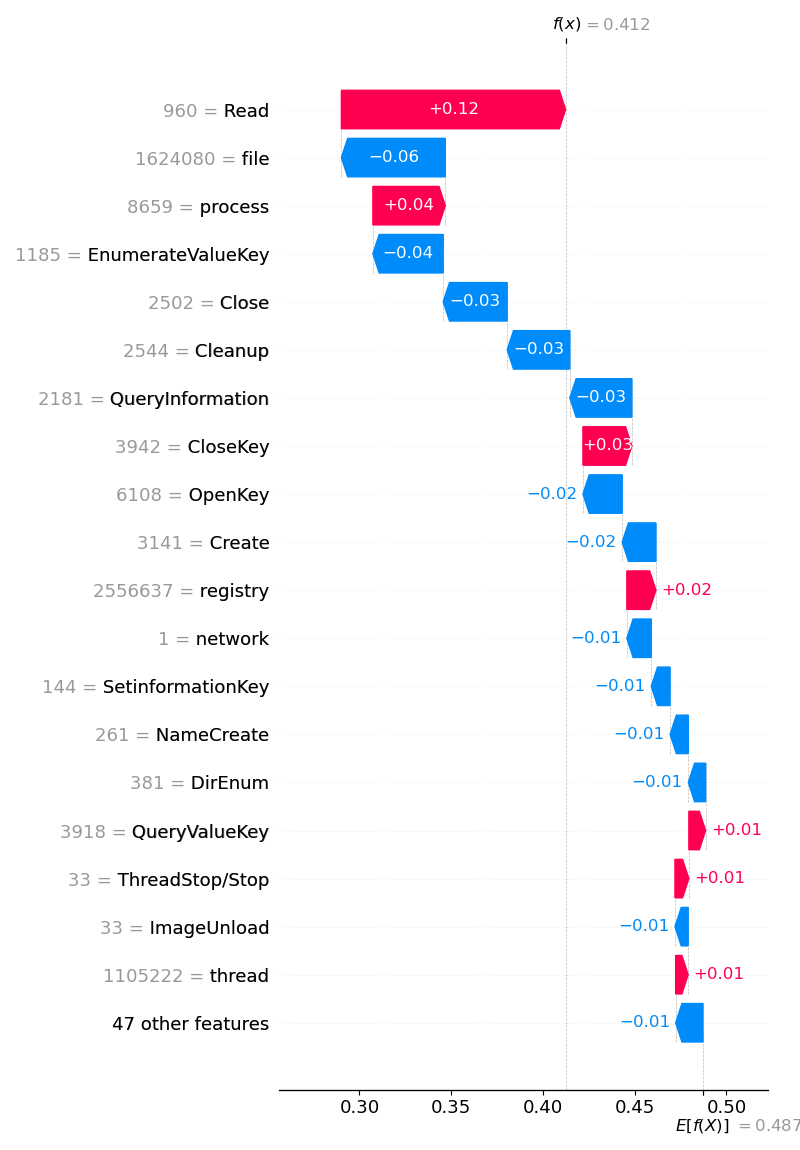 f(x) = 0.412
960 = Read +0.12
1624080 = file −0.06
8659 = process +0.04
1185 = EnumerateValueKey −0.04
2502 = Close −0.03
2544 = Cleanup −0.03
2181 = QueryInformation −0.03
3942 = CloseKey +0.03
6108 = OpenKey −0.02
3141 = Create −0.02
2556637 = registry +0.02
1 = network −0.01
144 = SetinformationKey −0.01
261 = NameCreate −0.01
381 = DirEnum −0.01
3918 = QueryValueKey +0.01
33 = ThreadStop/Stop +0.01
33 = ImageUnload −0.01
1105222 = thread +0.01
47 other features −0.01
0.30 0.35 0.40 0.45 0.50
E[f(X)] = 0.487